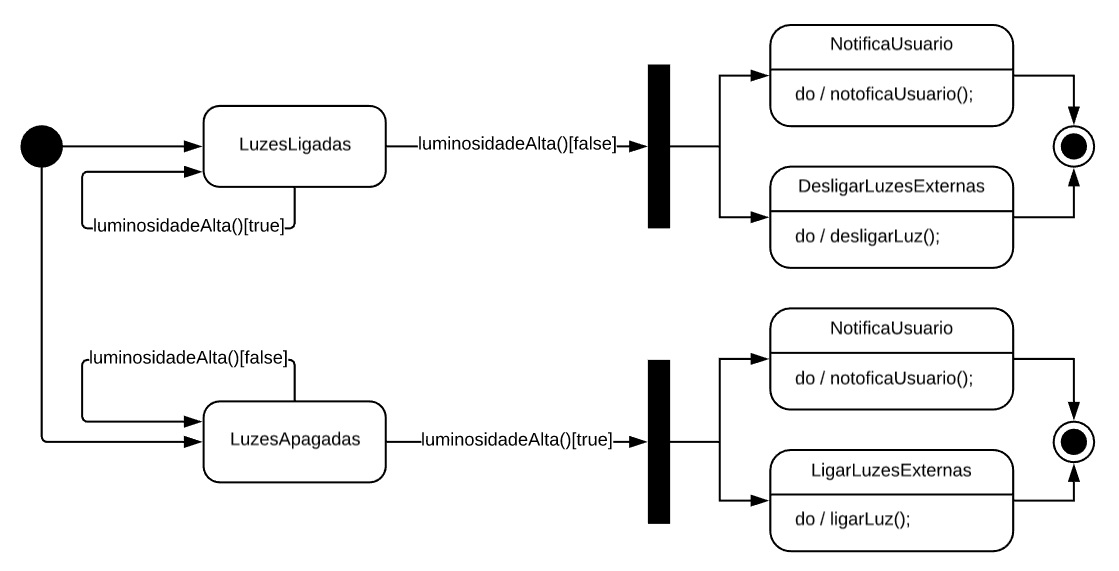 NotificaUsuario
do / notoficaUsuario();
LuzesLigadas
luminosidadeAlta()[false]
luminosidadeAlta()[true]
DesligarLuzesExternas
do / desligarLuz();
NotificaUsuario
do / notoficaUsuario();
luminosidadeAlta()[false]
LuzesApagadas
luminosidadeAlta()[true]
LigarLuzesExternas
do / ligarLuz();